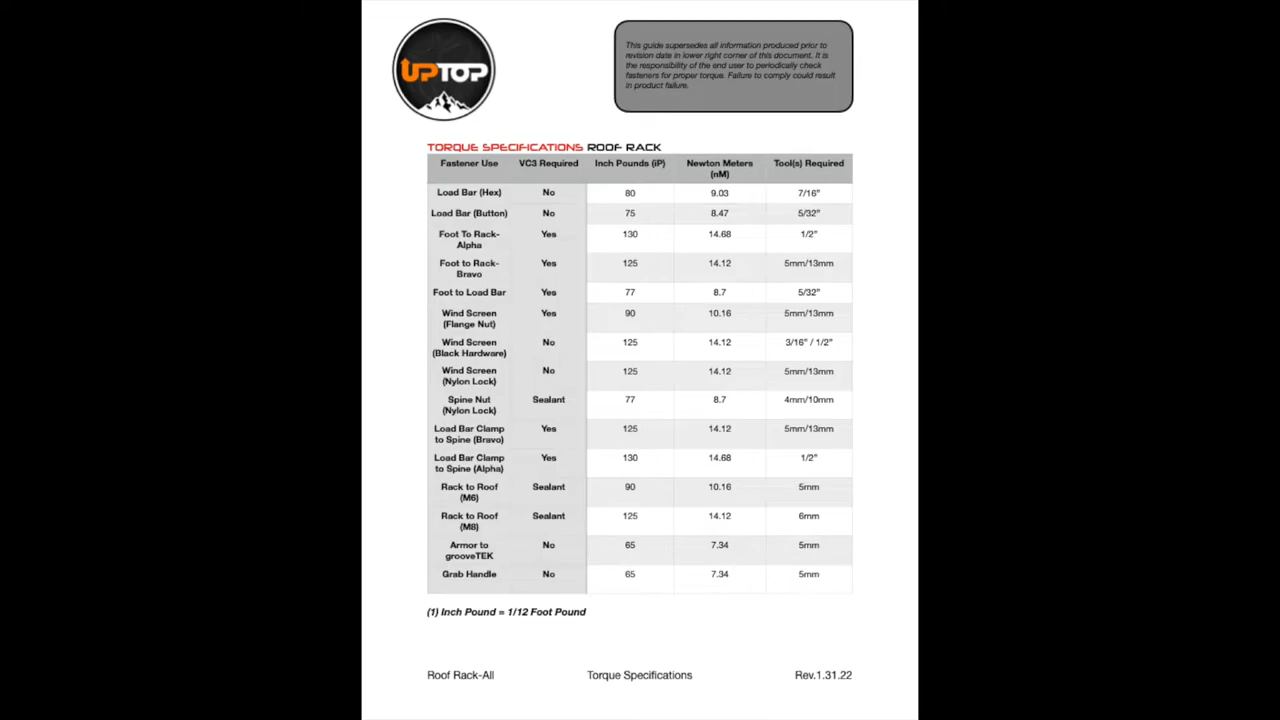 UPTOP
This guide supersedes all information produced prior to
revision date in lower right corner of this document. It is
the responsibility of the end user to periodically check
fasteners for proper torque. Failure to comply could result
in product failure.
TORQUE SPECIFICATIONS ROOF RACK
Fastener Use VC3 Required Inch Pounds (iP) Newton Meters (nM) Tool(s) Required
Load Bar (Hex) No 80 9.03 7/16"
Load Bar (Button) No 75 8.47 5/32"
Foot To Rack- Alpha Yes 130 14.68 1/2"
Foot to Rack- Bravo Yes 125 14.12 5mm/13mm
Foot to Load Bar Yes 77 8.7 5/32"
Wind Screen (Flange Nut) Yes 90 10.16 5mm/13mm
Wind Screen (Black Hardware) No 125 14.12 3/16" / 1/2"
Wind Screen (Nylon Lock) No 125 14.12 5mm/13mm
Spine Nut (Nylon Lock) Sealant 77 8.7 4mm/10mm
Load Bar Clamp to Spine (Bravo) Yes 125 14.12 5mm/13mm
Load Bar Clamp to Spine (Alpha) Yes 130 14.68 1/2"
Rack to Roof (M6) Sealant 90 10.16 5mm
Rack to Roof (M8) Sealant 125 14.12 6mm
Armor to grooveTEK No 65 7.34 5mm
Grab Handle No 65 7.34 5mm
(1) Inch Pound = 1/12 Foot Pound
Roof Rack-All Torque Specifications Rev.1.31.22